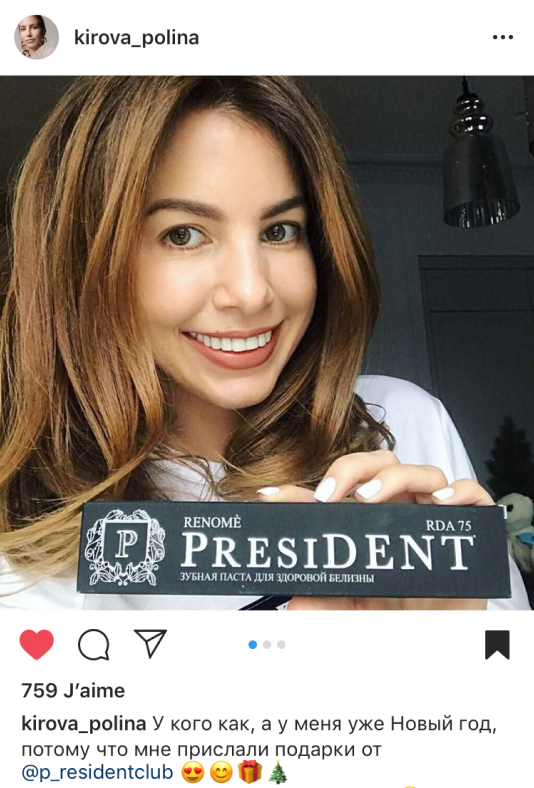 kirova_polina
P
RENOMÈ
RDA 75
PRESIDENT
ЗУБНАЯ ПАСТА ДЛЯ ЗДОРОВОЙ БЕЛИЗНЫ
759 J’aime
kirova_polina У кого как, а у меня уже Новый год,
потому что мне прислали подарки от
@p_residentclub 😍😊🎁🎄